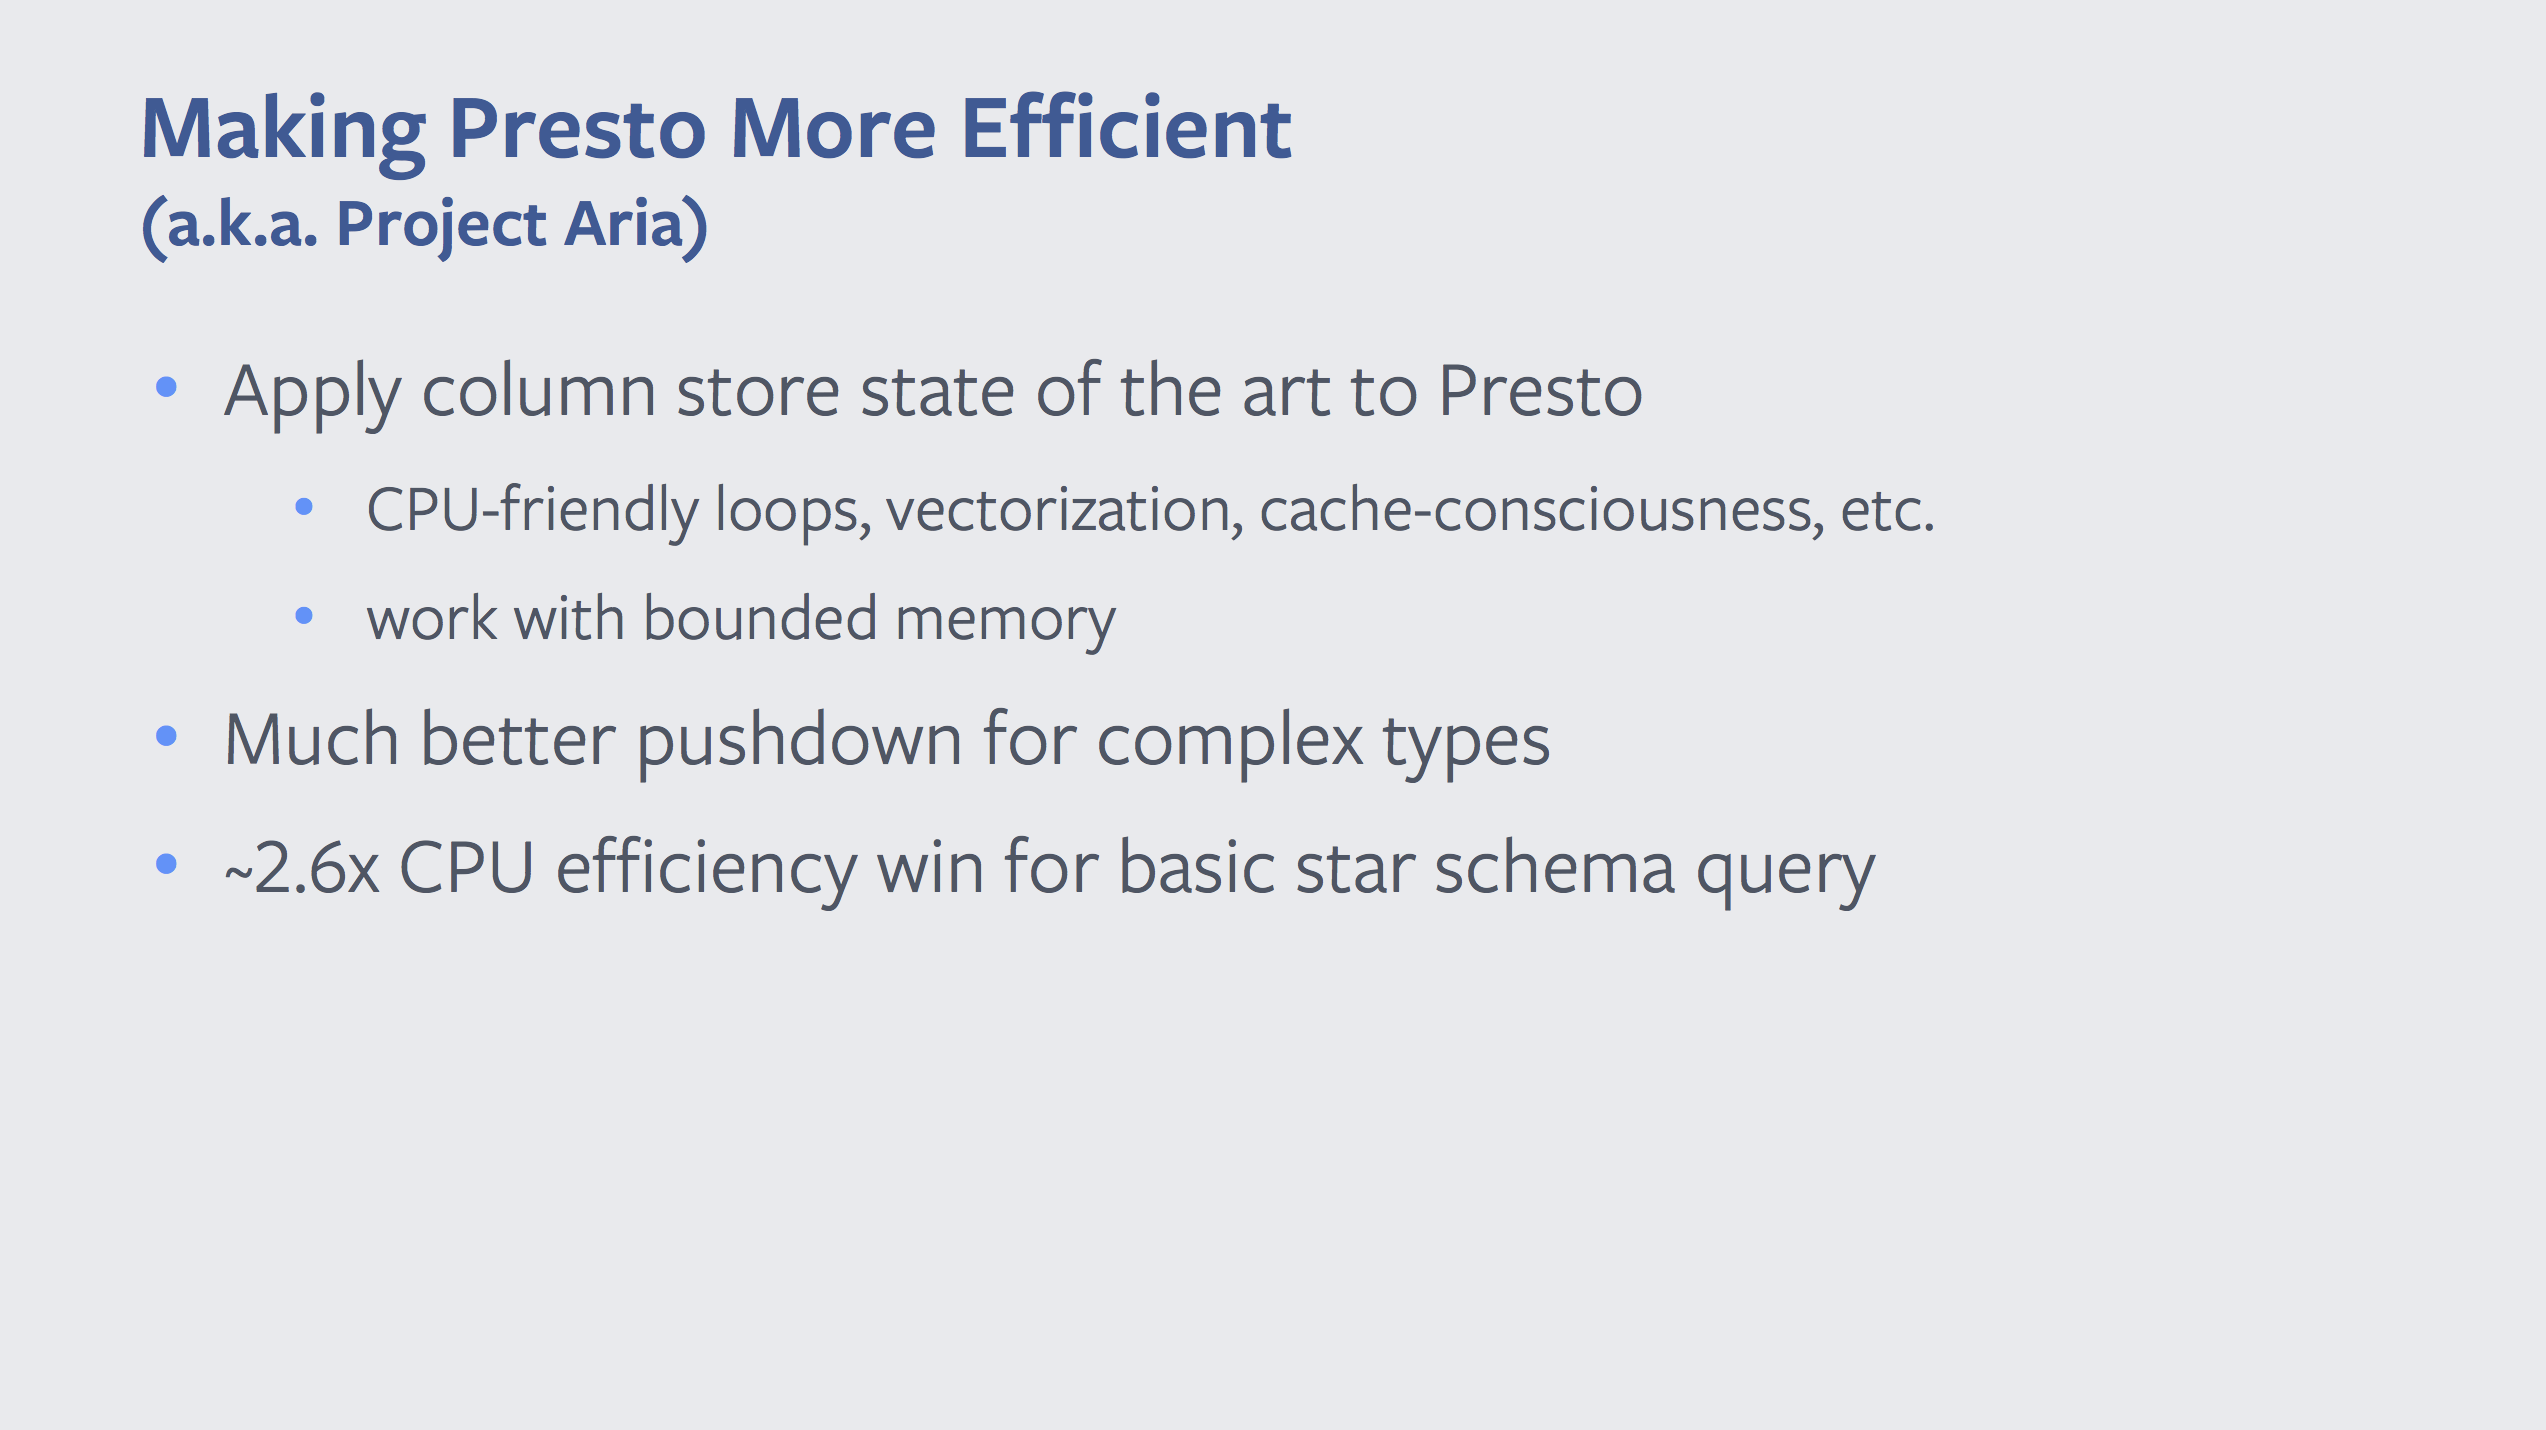 Making Presto More Efficient
(a.k.a. Project Aria)
• Apply column store state of the art to Presto
• CPU-friendly loops, vectorization, cache-consciousness, etc.
• work with bounded memory
• Much better pushdown for complex types
• ~2.6x CPU efficiency win for basic star schema query